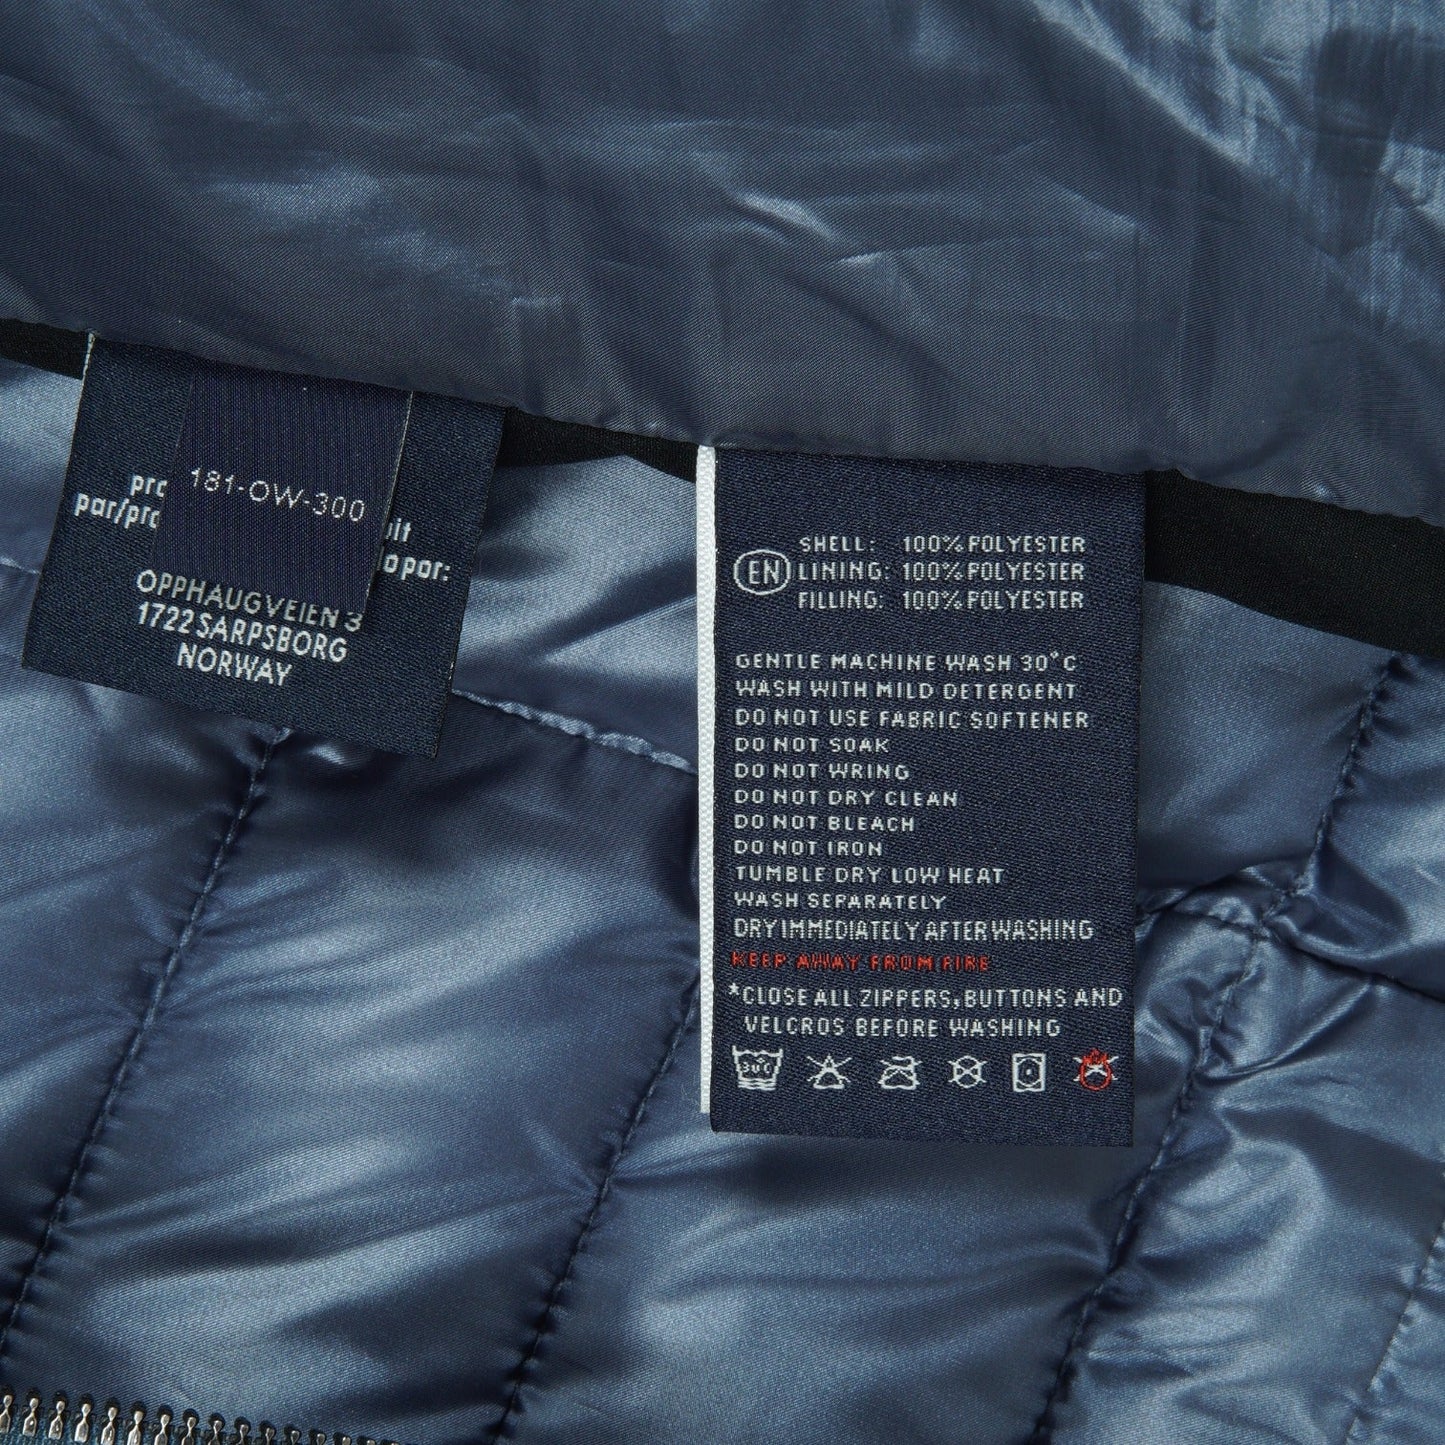 181-OW-300
par/pro
OPPHAUGVEIEN 3
1722 SARPSBORG
NORWAY
EN
SHELL: 100% POLYESTER
LINING: 100% POLYESTER
FILLING: 100% POLYESTER
GENTLE MACHINE WASH 30°C
WASH WITH MILD DETERGENT
DO NOT USE FABRIC SOFTENER
DO NOT SOAK
DO NOT WRING
DO NOT DRY CLEAN
DO NOT BLEACH
DO NOT IRON
TUMBLE DRY LOW HEAT
WASH SEPARATELY
DRY IMMEDIATELY AFTER WASHING
KEEP AWAY FROM FIRE
*CLOSE ALL ZIPPERS, BUTTONS AND
VELCROS BEFORE WASHING
30°C